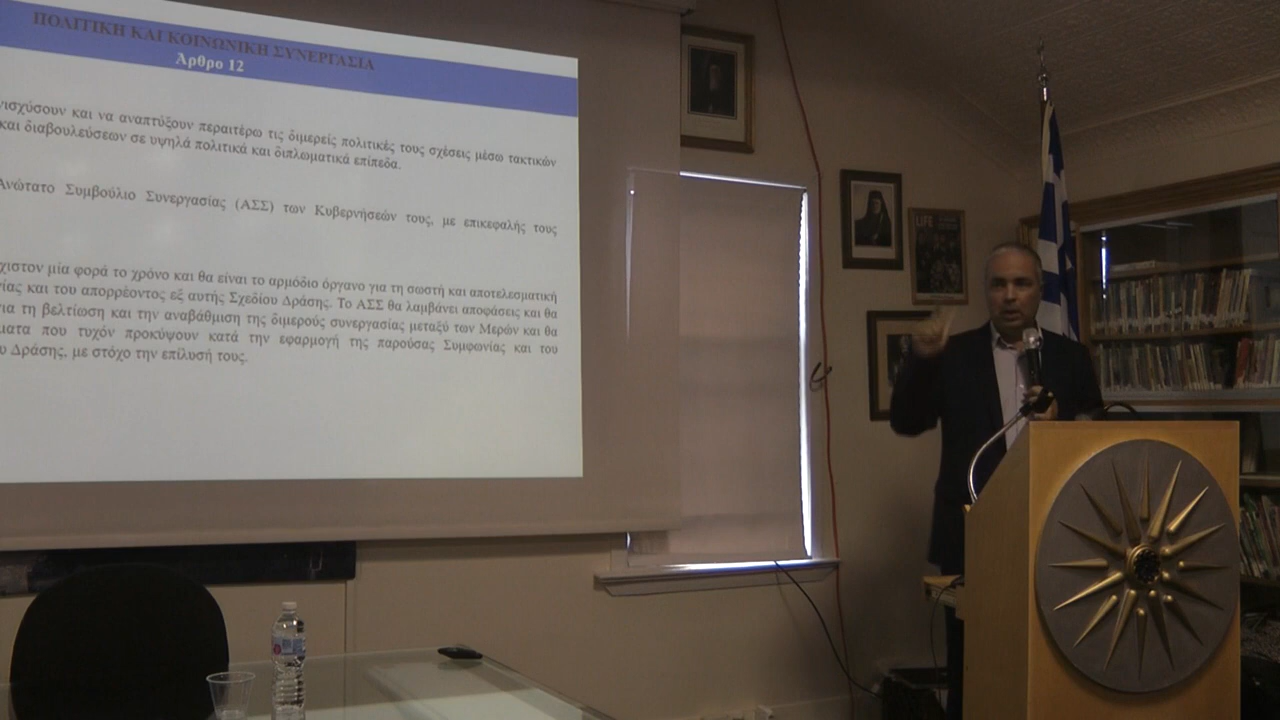 ΠΟΛΙΤΙΚΗ ΚΑΙ ΚΟΙΝΩΝΙΚΗ ΣΥΝΕΡΓΑΣΙΑ
Άρθρο 12
νισχύσουν και να αναπτύξουν περαιτέρω τις διμερείς πολιτικές τους σχέσεις μέσω τακτικών
και διαβουλεύσεων σε υψηλά πολιτικά και διπλωματικά επίπεδα.
Ανώτατο Συμβούλιο Συνεργασίας (ΑΣΣ) των Κυβερνήσεών τους, με επικεφαλής τους
χιστον μία φορά το χρόνο και θα είναι το αρμόδιο όργανο για τη σωστή και αποτελεσματική
νίας και του απορρέοντος εξ αυτής Σχεδίου Δράσης. Το ΑΣΣ θα λαμβάνει αποφάσεις και θα
για τη βελτίωση και την αναβάθμιση της διμερούς συνεργασίας μεταξύ των Μερών και θα
ματα που τυχόν προκύψουν κατά την εφαρμογή της παρούσας Συμφωνίας και του
υ Δράσης, με στόχο την επίλυσή τους.
LIFE